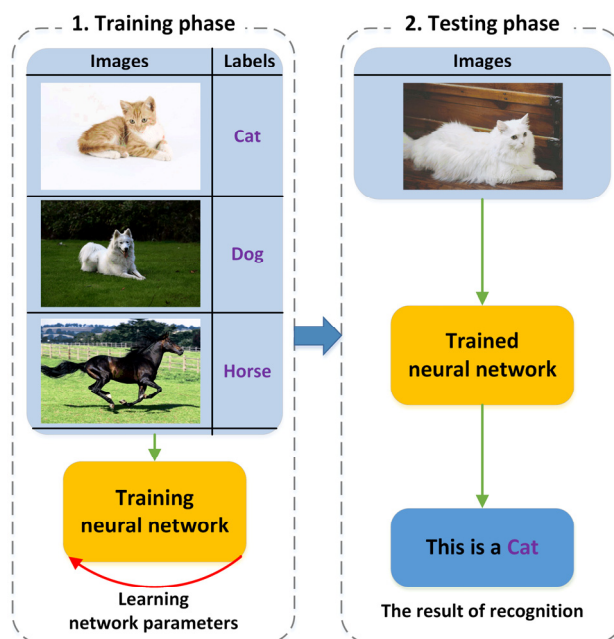 1. Training phase
Images Labels
Cat
Dog
Horse
Training
neural network
Learning
network parameters
2. Testing phase
Images
Trained
neural network
This is a Cat
The result of recognition